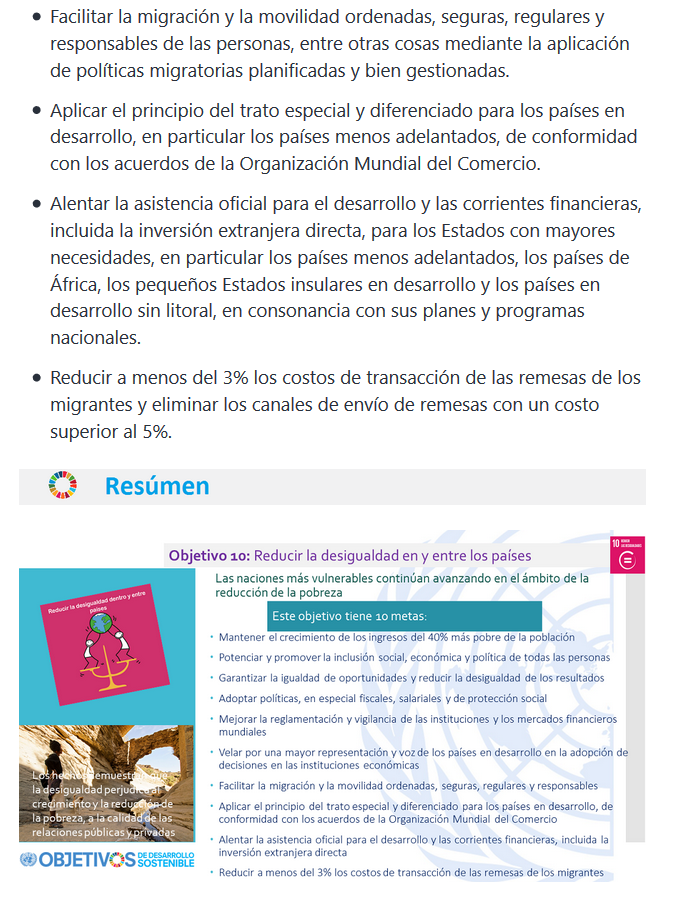 Facilitar la migración y la movilidad ordenadas, seguras, regulares y
responsables de las personas, entre otras cosas mediante la aplicación
de políticas migratorias planificadas y bien gestionadas.
Aplicar el principio del trato especial y diferenciado para los países en
desarrollo, en particular los países menos adelantados, de conformidad
con los acuerdos de la Organización Mundial del Comercio.
Alentar la asistencia oficial para el desarrollo y las corrientes financieras,
incluida la inversión extranjera directa, para los Estados con mayores
necesidades, en particular los países menos adelantados, los países de
África, los pequeños Estados insulares en desarrollo y los países en
desarrollo sin litoral, en consonancia con sus planes y programas
nacionales.
Reducir a menos del 3% los costos de transacción de las remesas de los
migrantes y eliminar los canales de envío de remesas con un costo
superior al 5%.
Resúmen
Objetivo 10: Reducir la desigualdad en y entre los países
10
Las naciones más vulnerables continúan avanzando en el ámbito de la
reducción de la pobreza
Reducir la desigualdad dentro y entre
países
Este objetivo tiene 10 metas:
Mantener el crecimiento de los ingresos del 40% más pobre de la población
Potenciar y promover la inclusión social, económica y política de todas las personas
Garantizar la igualdad de oportunidades y reducir la desigualdad de los resultados
Adoptar políticas, en especial fiscales, salariales y de protección social
Mejorar la reglamentación y vigilancia de las instituciones y los mercados financieros
mundiales
Velar por una mayor representación y voz de los países en desarrollo en la adopción de
decisiones en las instituciones económicas
Facilitar la migración y la movilidad ordenadas, seguras, regulares y responsables
Aplicar el principio del trato especial y diferenciado para los países en desarrollo, de
conformidad con los acuerdos de la Organización Mundial del Comercio
Alentar la asistencia oficial para el desarrollo y las corrientes financieras, incluida la
inversión extranjera directa
Reducir a menos del 3% los costos de transacción de las remesas de los migrantes
Los hechos demuestran que
la desigualdad perjudica al
crecimiento y la reducción de
la pobreza, a la calidad de las
relaciones públicas y privadas
OBJETIVOS DE DESARROLLO
SOSTENIBLE